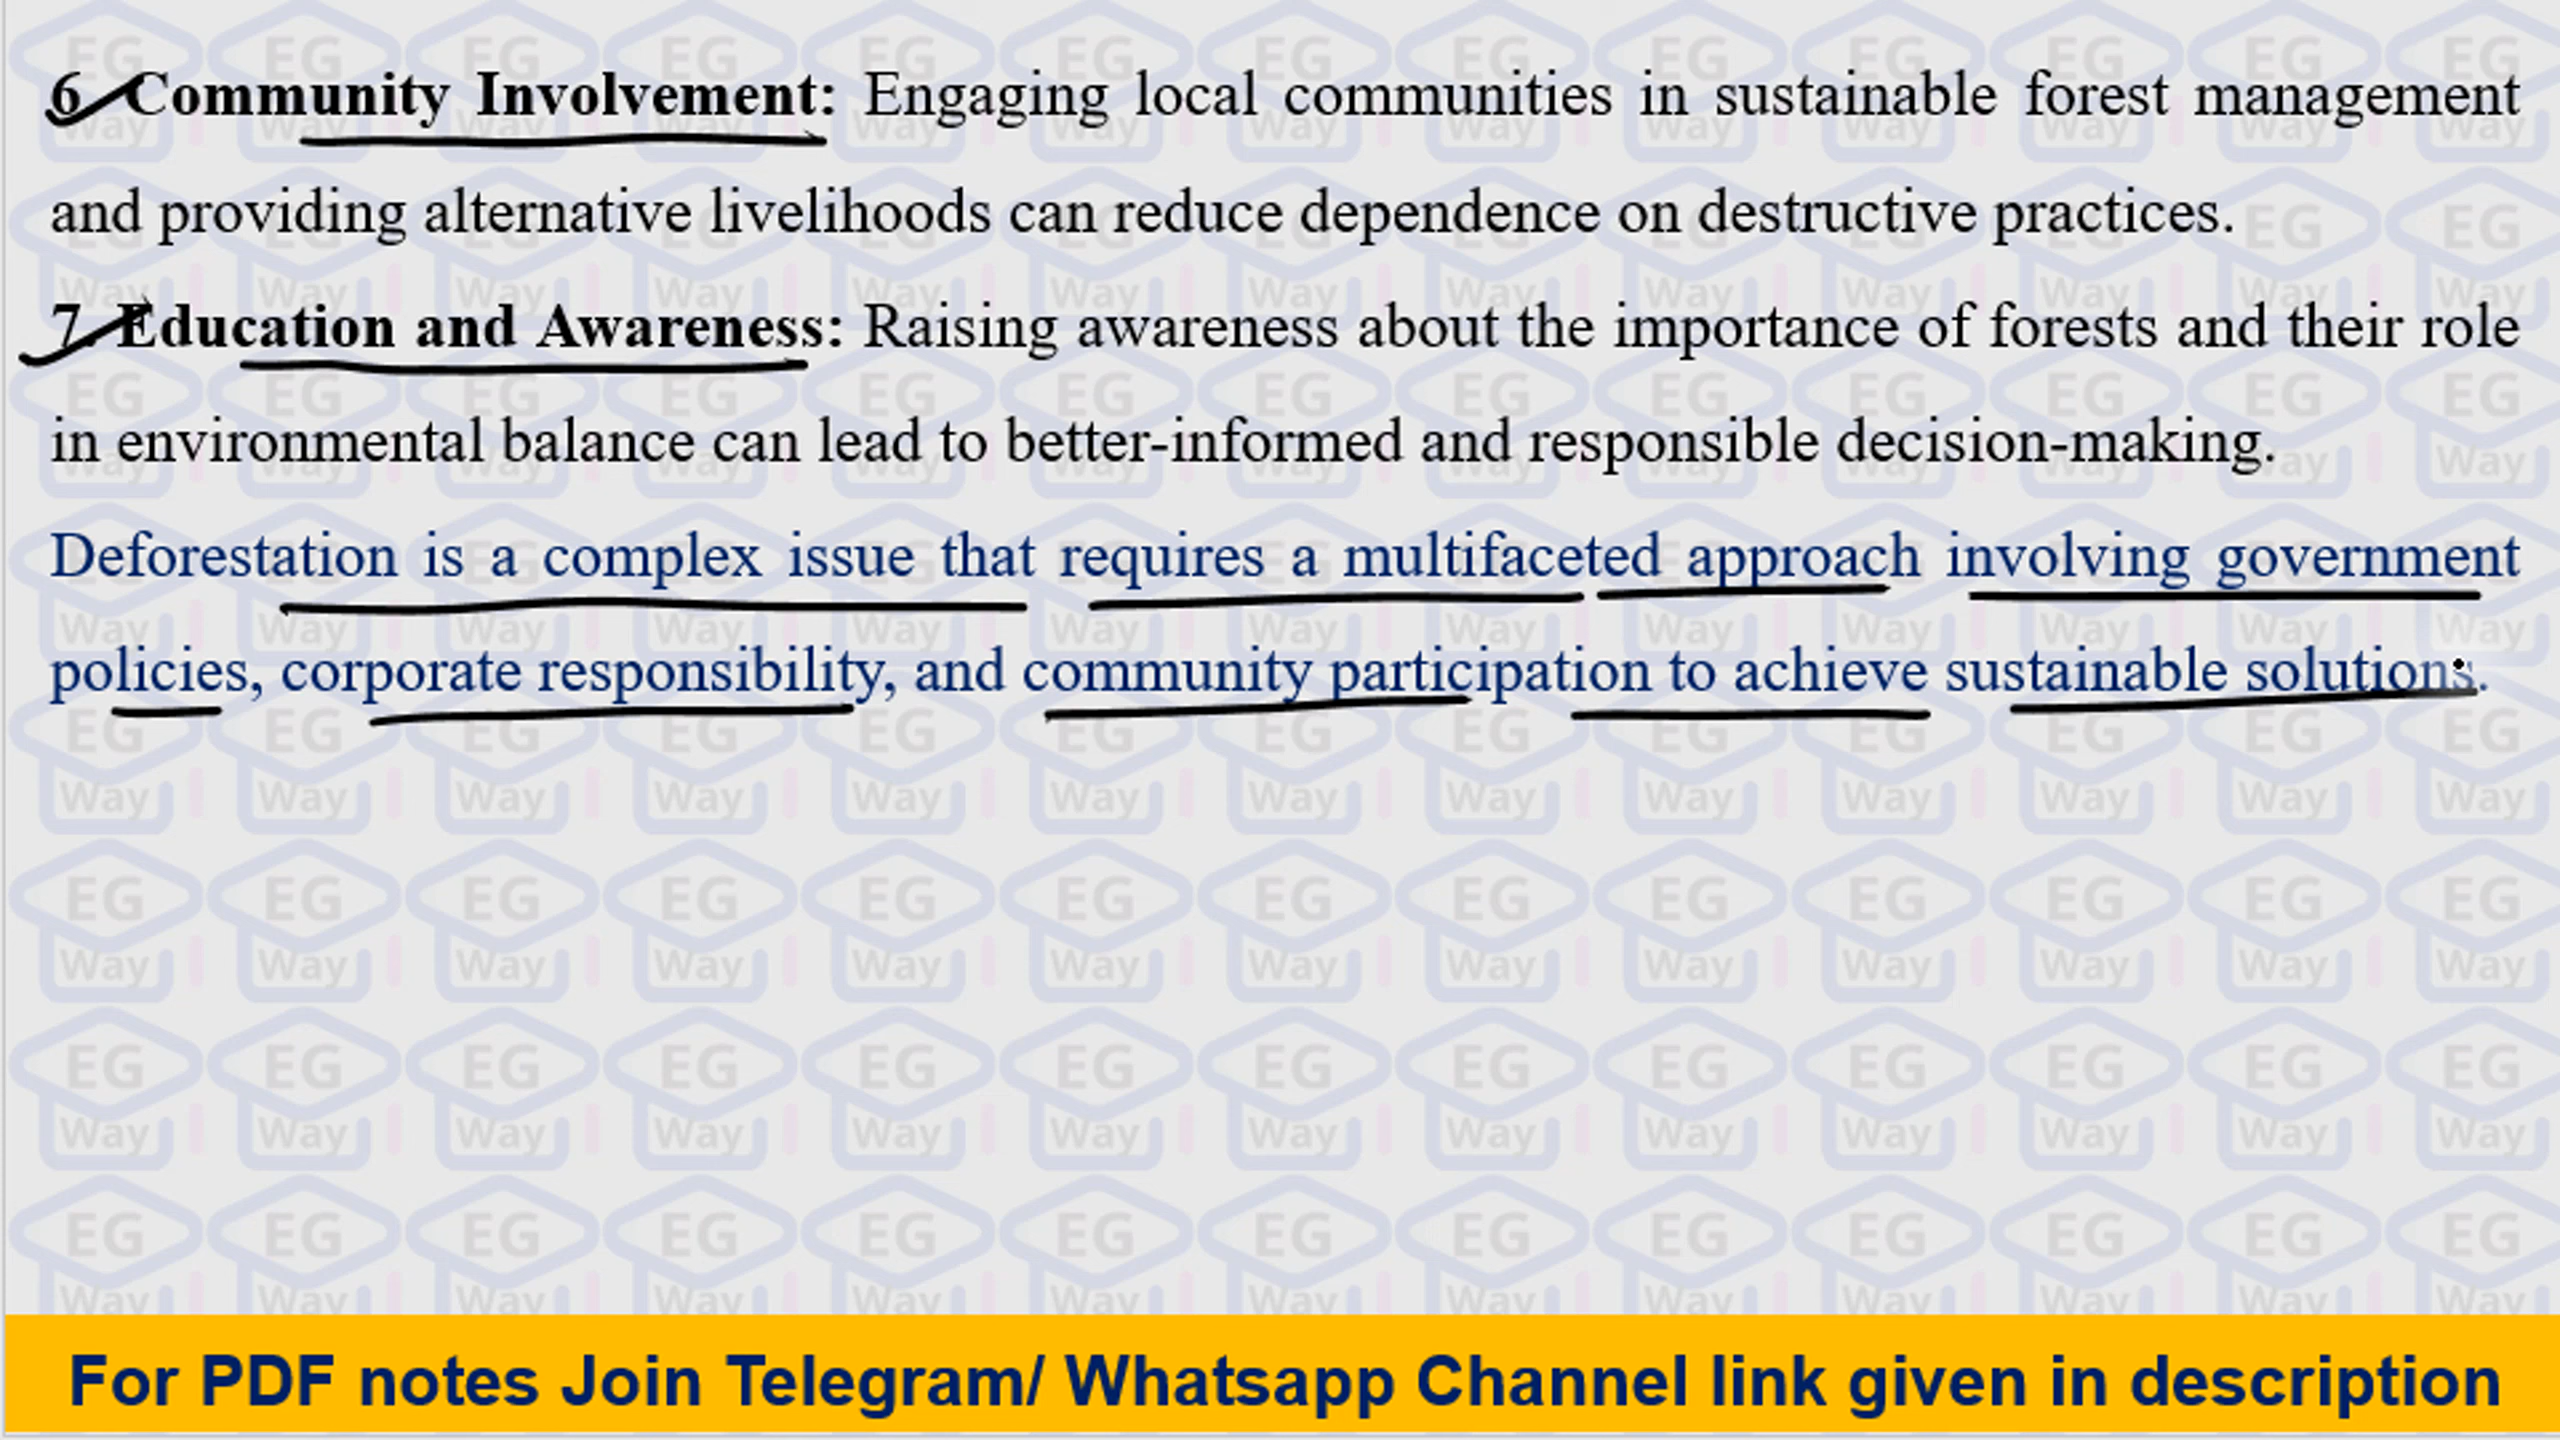 6. Community Involvement: Engaging local communities in sustainable forest management
and providing alternative livelihoods can reduce dependence on destructive practices.
7. Education and Awareness: Raising awareness about the importance of forests and their role
in environmental balance can lead to better-informed and responsible decision-making.
Deforestation is a complex issue that requires a multifaceted approach involving government
policies, corporate responsibility, and community participation to achieve sustainable solutions.
EG Way
For PDF notes Join Telegram/ Whatsapp Channel link given in description